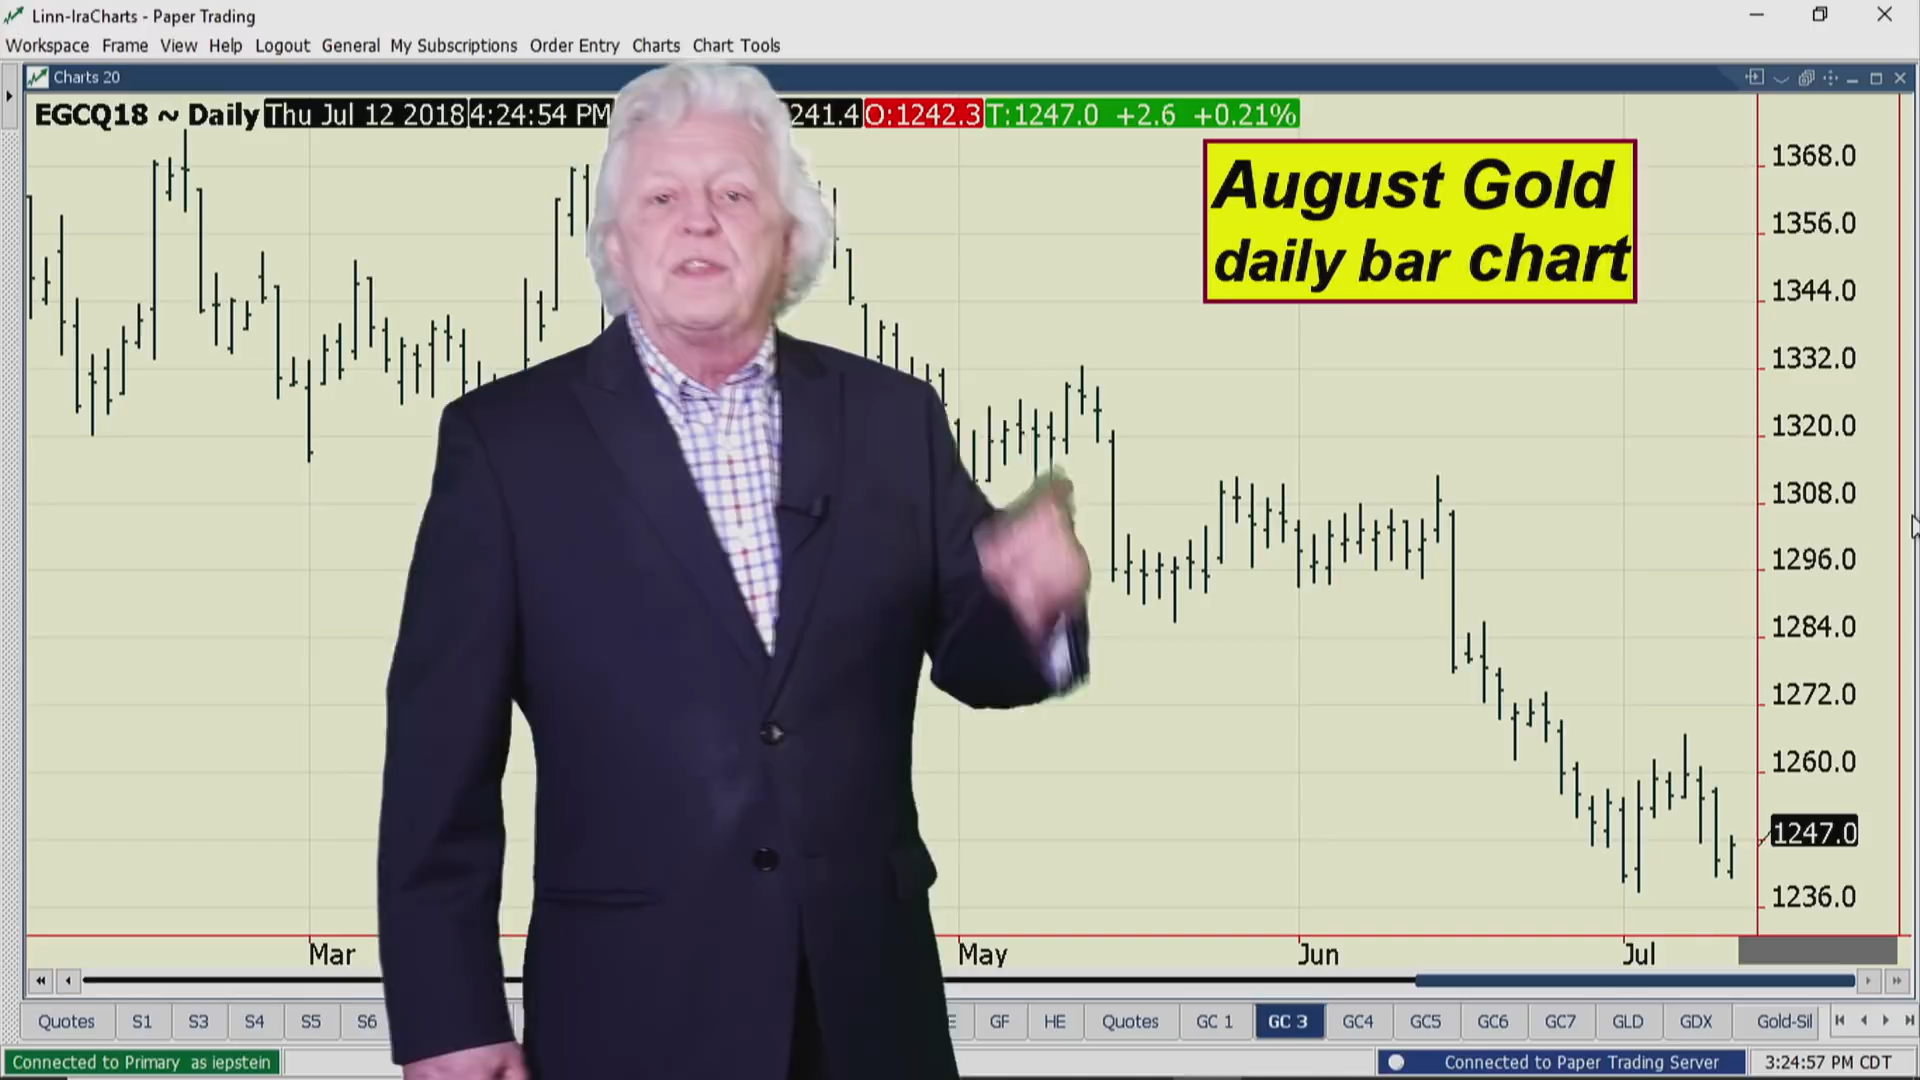 Linn-IraCharts - Paper Trading
Workspace Frame View Help Logout General My Subscriptions Order Entry Charts Chart Tools
Charts 20
EGCQ18 ~ Daily Thu Jul 12 2018 4:24:54 PM 241.4 O:1242.3 T:1247.0 +2.6 +0.21%
August Gold
daily bar chart
1368.0
1356.0
1344.0
1332.0
1320.0
1308.0
1296.0
1284.0
1272.0
1260.0
1247.0
1236.0
Mar May Jun Jul
Quotes S1 S3 S4 S5 S6 GF HE Quotes GC 1 GC 3 GC4 GC5 GC6 GC7 GLD GDX Gold-Sil
Connected to Primary as iepstein Connected to Paper Trading Server 3:24:57 PM CDT